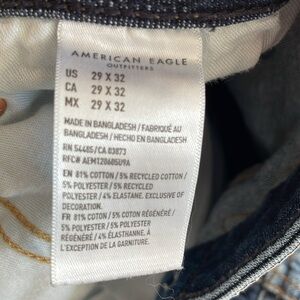 AMERICAN EAGLE
OUTFITTERS
US 29 X 32
CA 29 X 32
MX 29 X 32
MADE IN BANGLADESH / FABRIQUÉ AU
BANGLADESH / HECHO EN BANGLADESH
RN 54485/CA 03873
RFC# AEM120605U9A
EN 81% COTTON / 5% RECYCLED COTTON /
5% POLYESTER / 5% RECYCLED
POLYESTER / 4% ELASTANE. EXCLUSIVE OF
DECORATION.
FR 81% COTON / 5% COTON RÉGÉNÉRÉ /
5% POLYESTER / 5% POLYESTER
RÉGÉNÉRÉ / 4% ÉLASTHANNE. À
L'EXCEPTION DE LA GARNITURE.